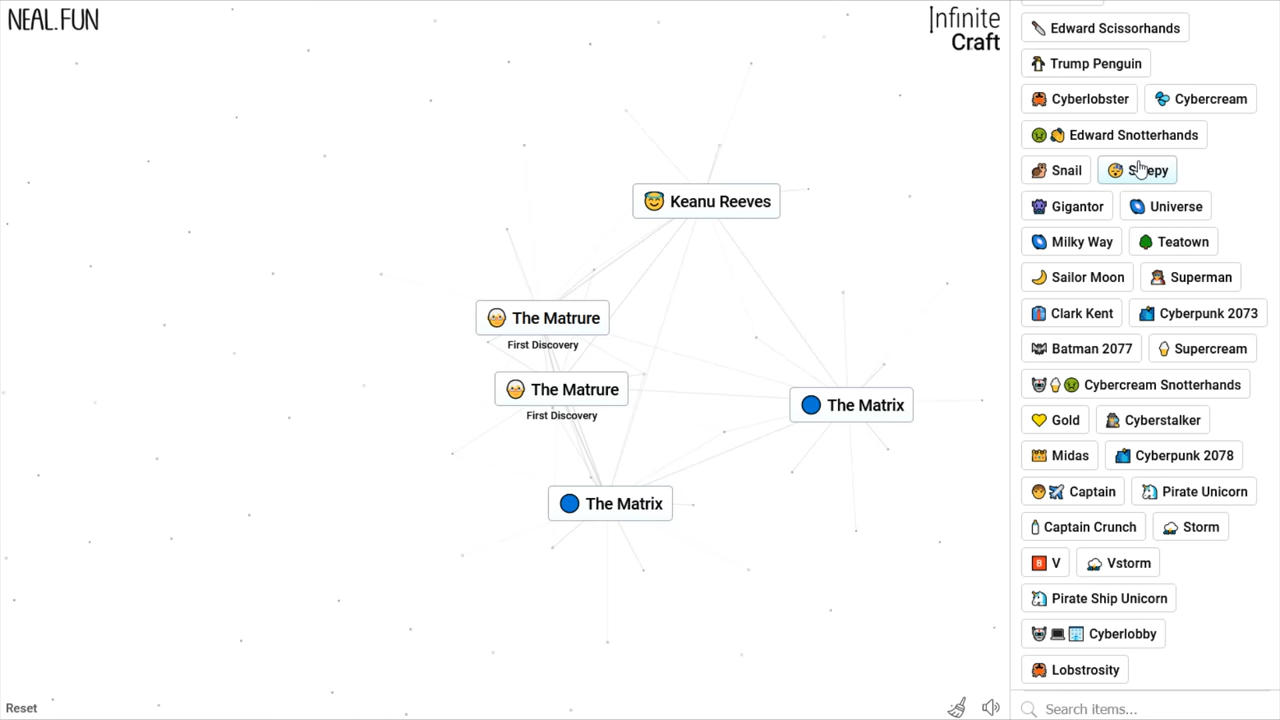 NEAL.FUN
Infinite
Craft
Keanu Reeves
The Matrure
First Discovery
The Matrure
First Discovery
The Matrix
The Matrix
Reset
Edward Scissorhands
Trump Penguin
Cyberlobster Cybercream
Edward Snotterhands
Snail
Gigantor Universe
Milky Way Teatown
Sailor Moon Superman
Clark Kent Cyberpunk 2073
Batman 2077 Supercream
Cybercream Snotterhands
Gold Cyberstalker
Midas Cyberpunk 2078
Captain Pirate Unicorn
Captain Crunch Storm
V Vstorm
Pirate Ship Unicorn
Cyberlobby
Lobstrosity
Search items...